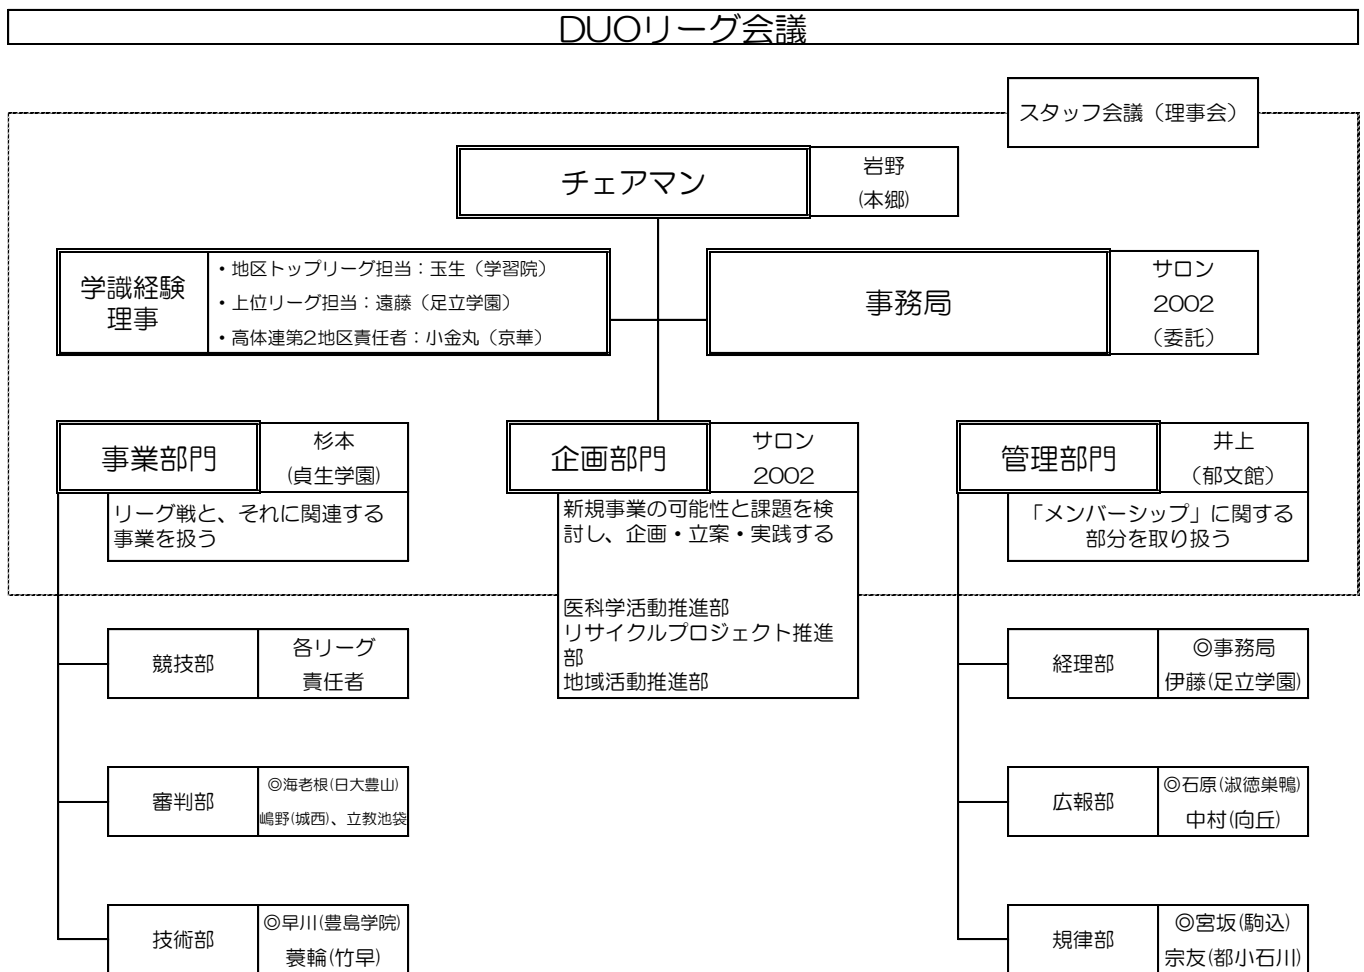 DUOリーグ会議
スタッフ会議（理事会）
チェアマン
岩野
(本郷)
学識経験
理事
・地区トップリーグ担当：玉生（学習院）
・上位リーグ担当：遠藤（足立学園）
・高体連第2地区責任者：小金丸（京華）
事務局
サロン
2002
（委託）
事業部門
杉本
(貞生学園)
リーグ戦と、それに関連する
事業を扱う
企画部門
サロン
2002
新規事業の可能性と課題を検
討し、企画・立案・実践する
医科学活動推進部
リサイクルプロジェクト推進
部
地域活動推進部
管理部門
井上
（郁文館）
「メンバーシップ」に関する
部分を取り扱う
競技部
各リーグ
責任者
経理部
◎事務局
伊藤(足立学園)
審判部
◎海老根(日大豊山)
嶋野(城西)、立教池袋
広報部
◎石原(淑徳巣鴨)
中村(向丘)
技術部
◎早川(豊島学院)
蓑輪(竹早)
規律部
◎宮坂(駒込)
宗友(都小石川)